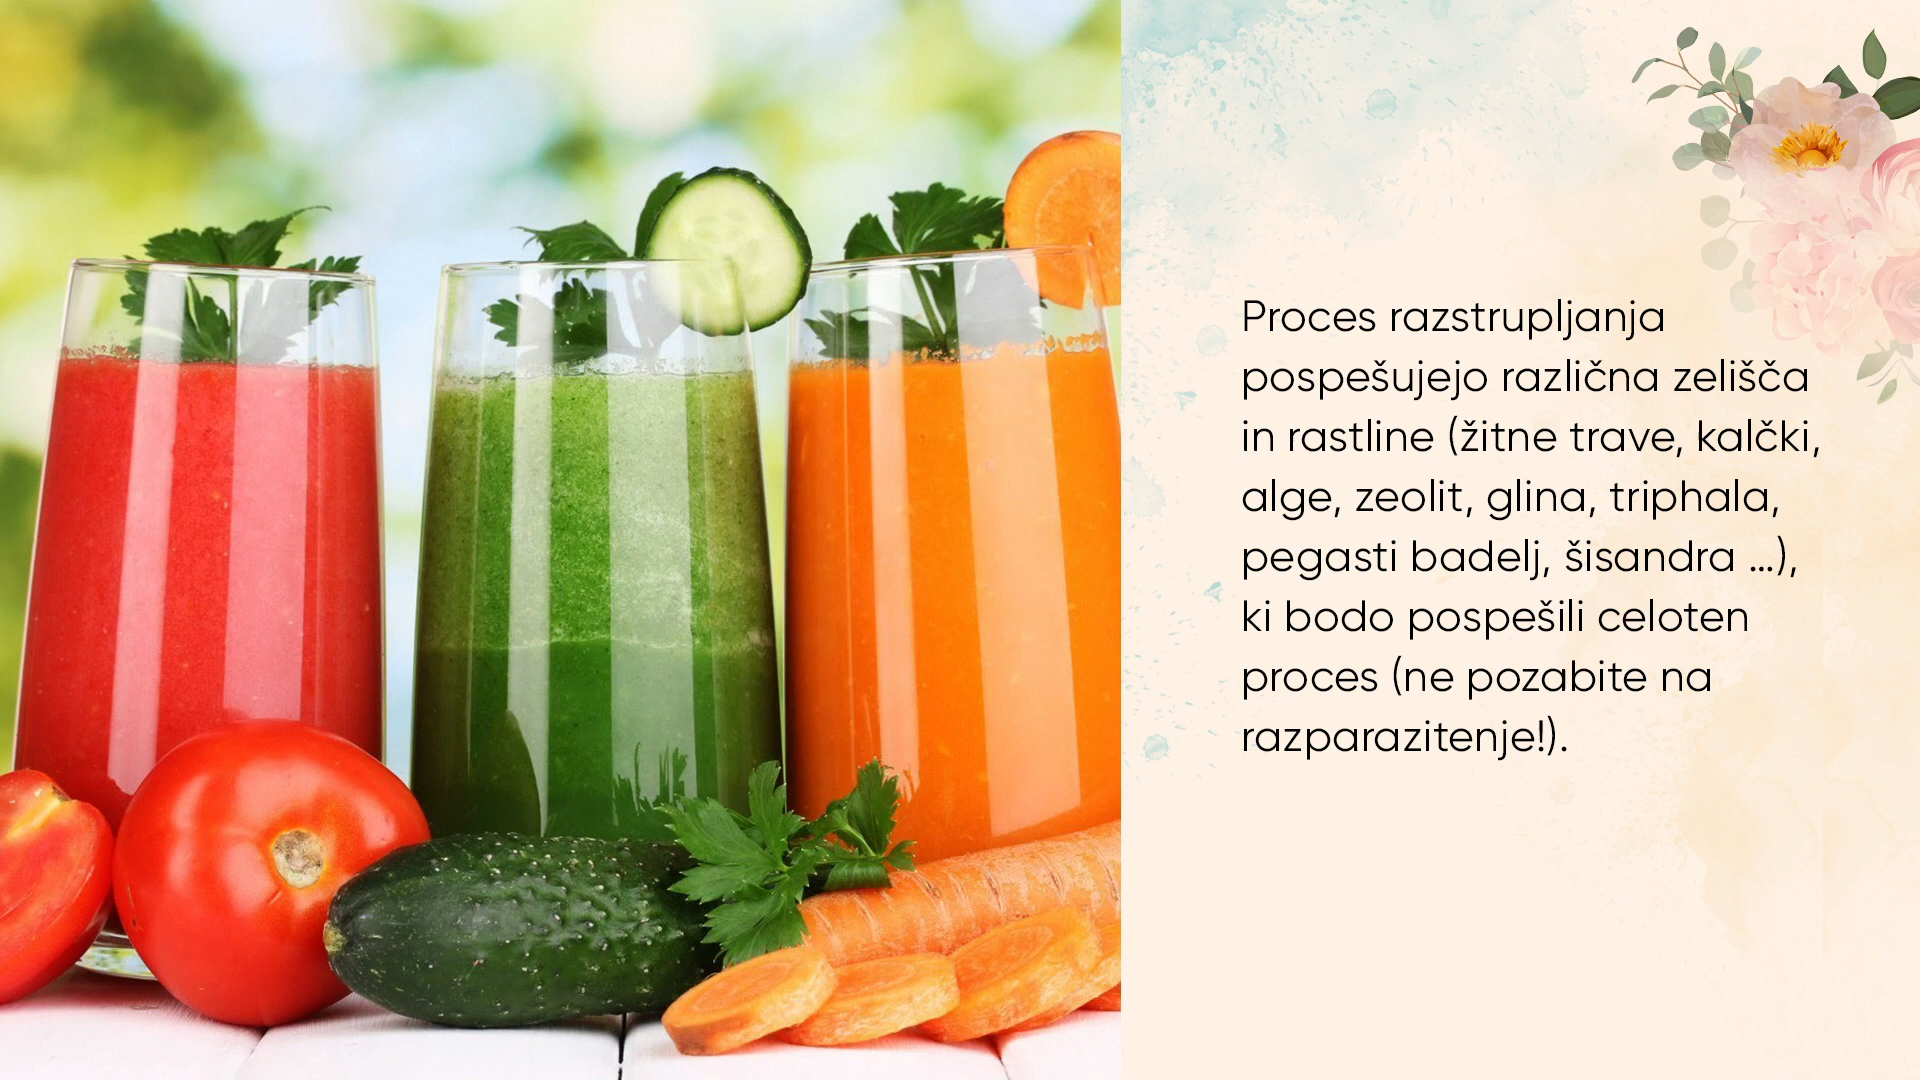 Proces razstrupljanja
pospešujejo različna zelišča
in rastline (žitne trave, kalčki,
alge, zeolit, glina, triphala,
pegasti badelj, šisandra ...),
ki bodo pospešili celoten
proces (ne pozabite na
razparazitenje!).